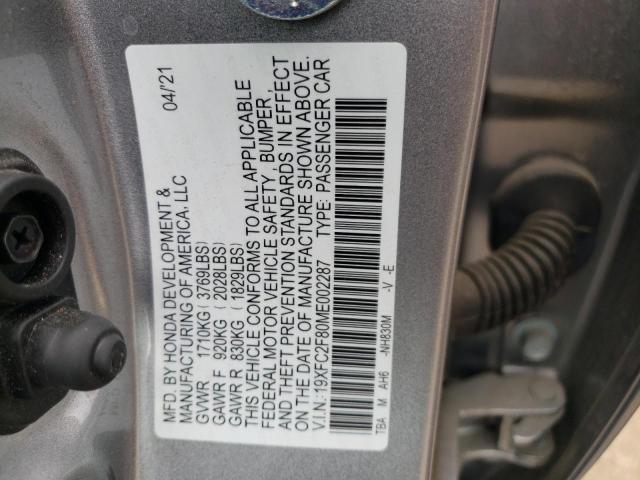 MFD. BY HONDA DEVELOPMENT & 04/'21
MANUFACTURING OF AMERICA, LLC
GVWR 1710KG(3769LBS)
GAWR F 920KG (2028LBS)
GAWR R 830KG (1829LBS)
THIS VEHICLE CONFORMS TO ALL APPLICABLE
FEDERAL MOTOR VEHICLE SAFETY, BUMPER,
AND THEFT PREVENTION STANDARDS IN EFFECT
ON THE DATE OF MANUFACTURE SHOWN ABOVE.
V.I.N.:19XFC2F80ME002287 TYPE: PASSENGER CAR
TBA M AH6 -NH830M -V -E